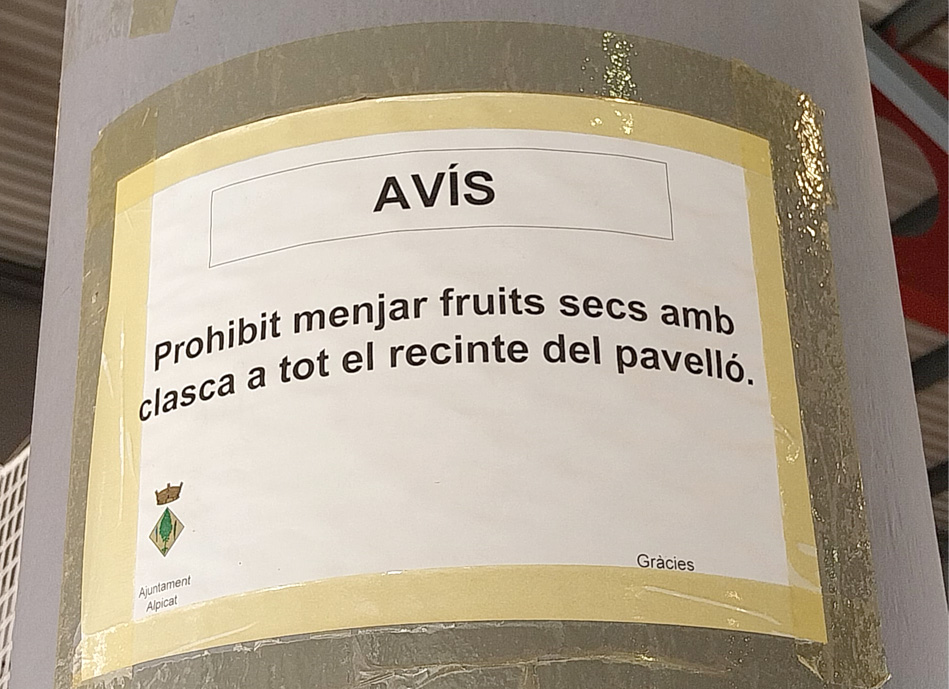 AVÍS
Prohibit menjar fruits secs amb
clasca a tot el recinte del pavelló.
Ajuntament
Alpicat
Gràcies